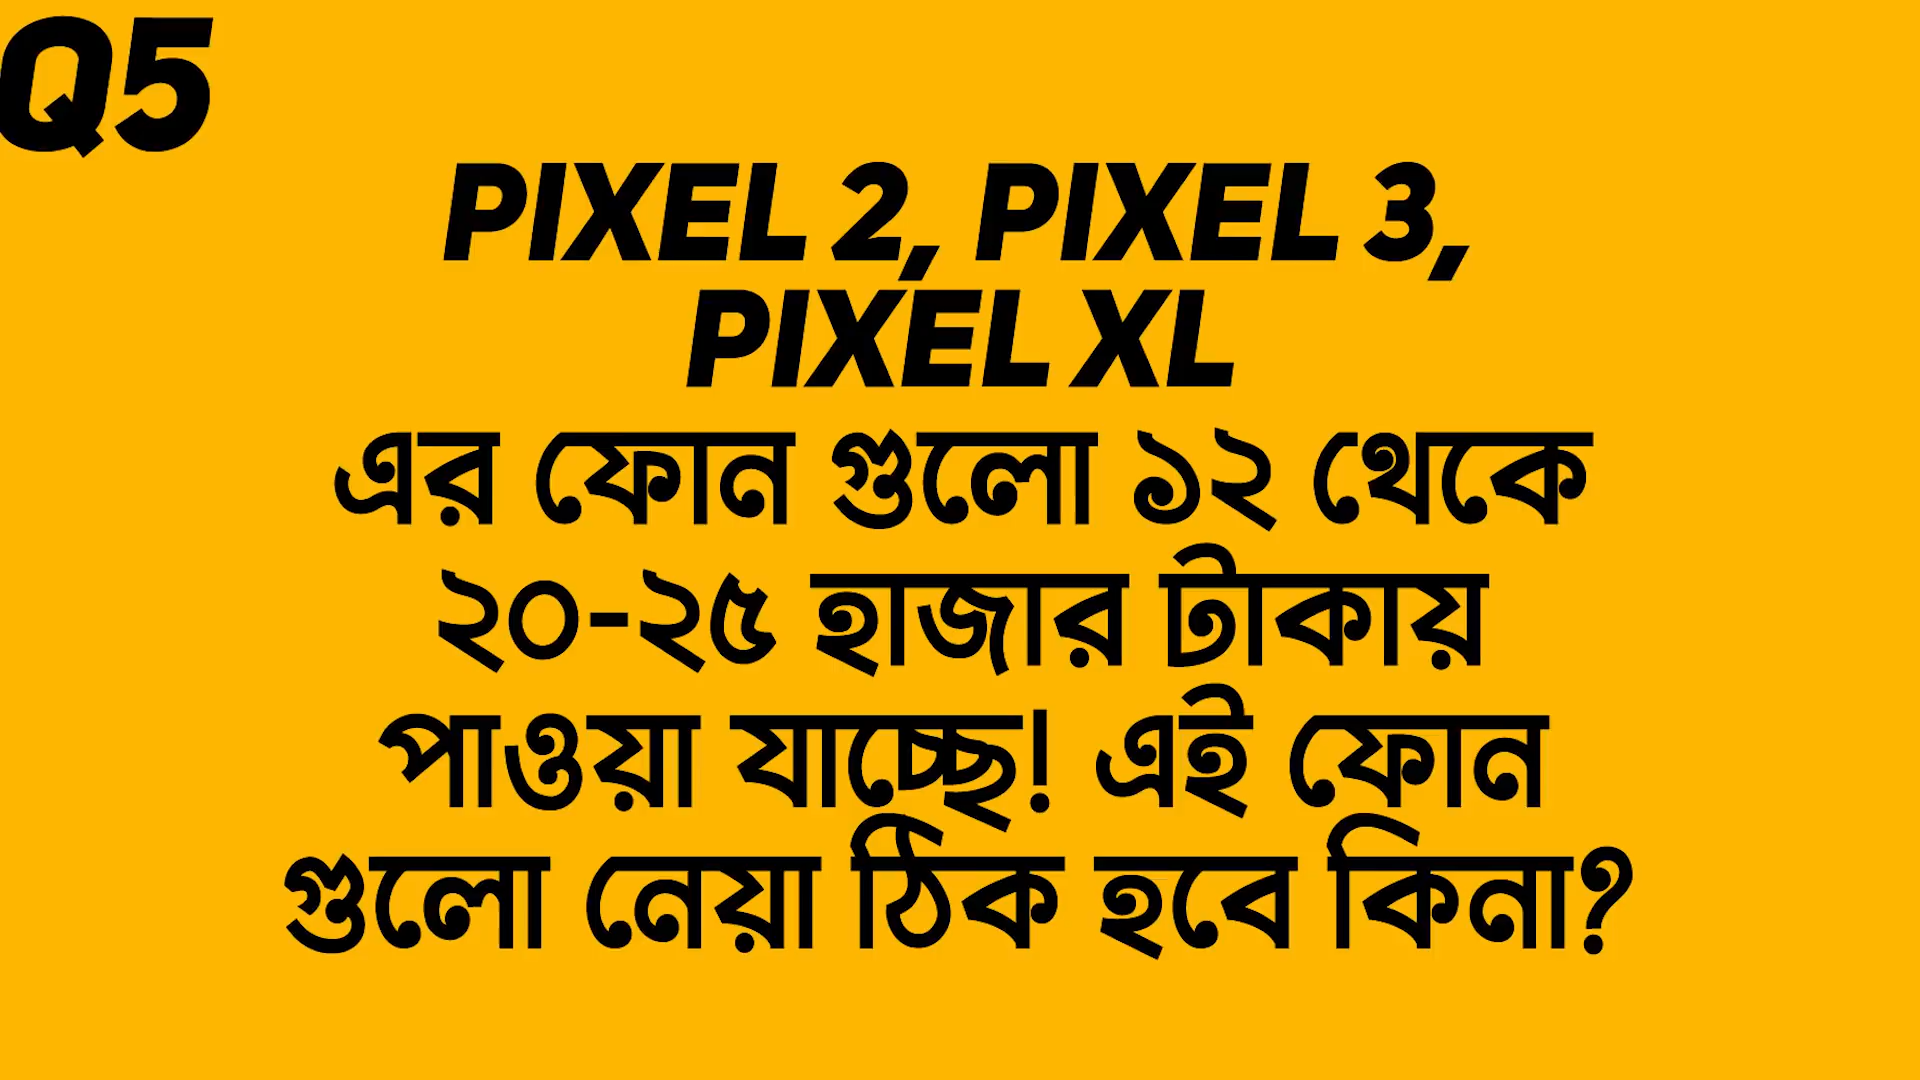 Q5
PIXEL 2, PIXEL 3,
PIXEL XL
এর ফোন গুলো ১২ থেকে
২০-২৫ হাজার টাকায়
পাওয়া যাচ্ছে! এই ফোন
গুলো নেয়া ঠিক হবে কিনা?